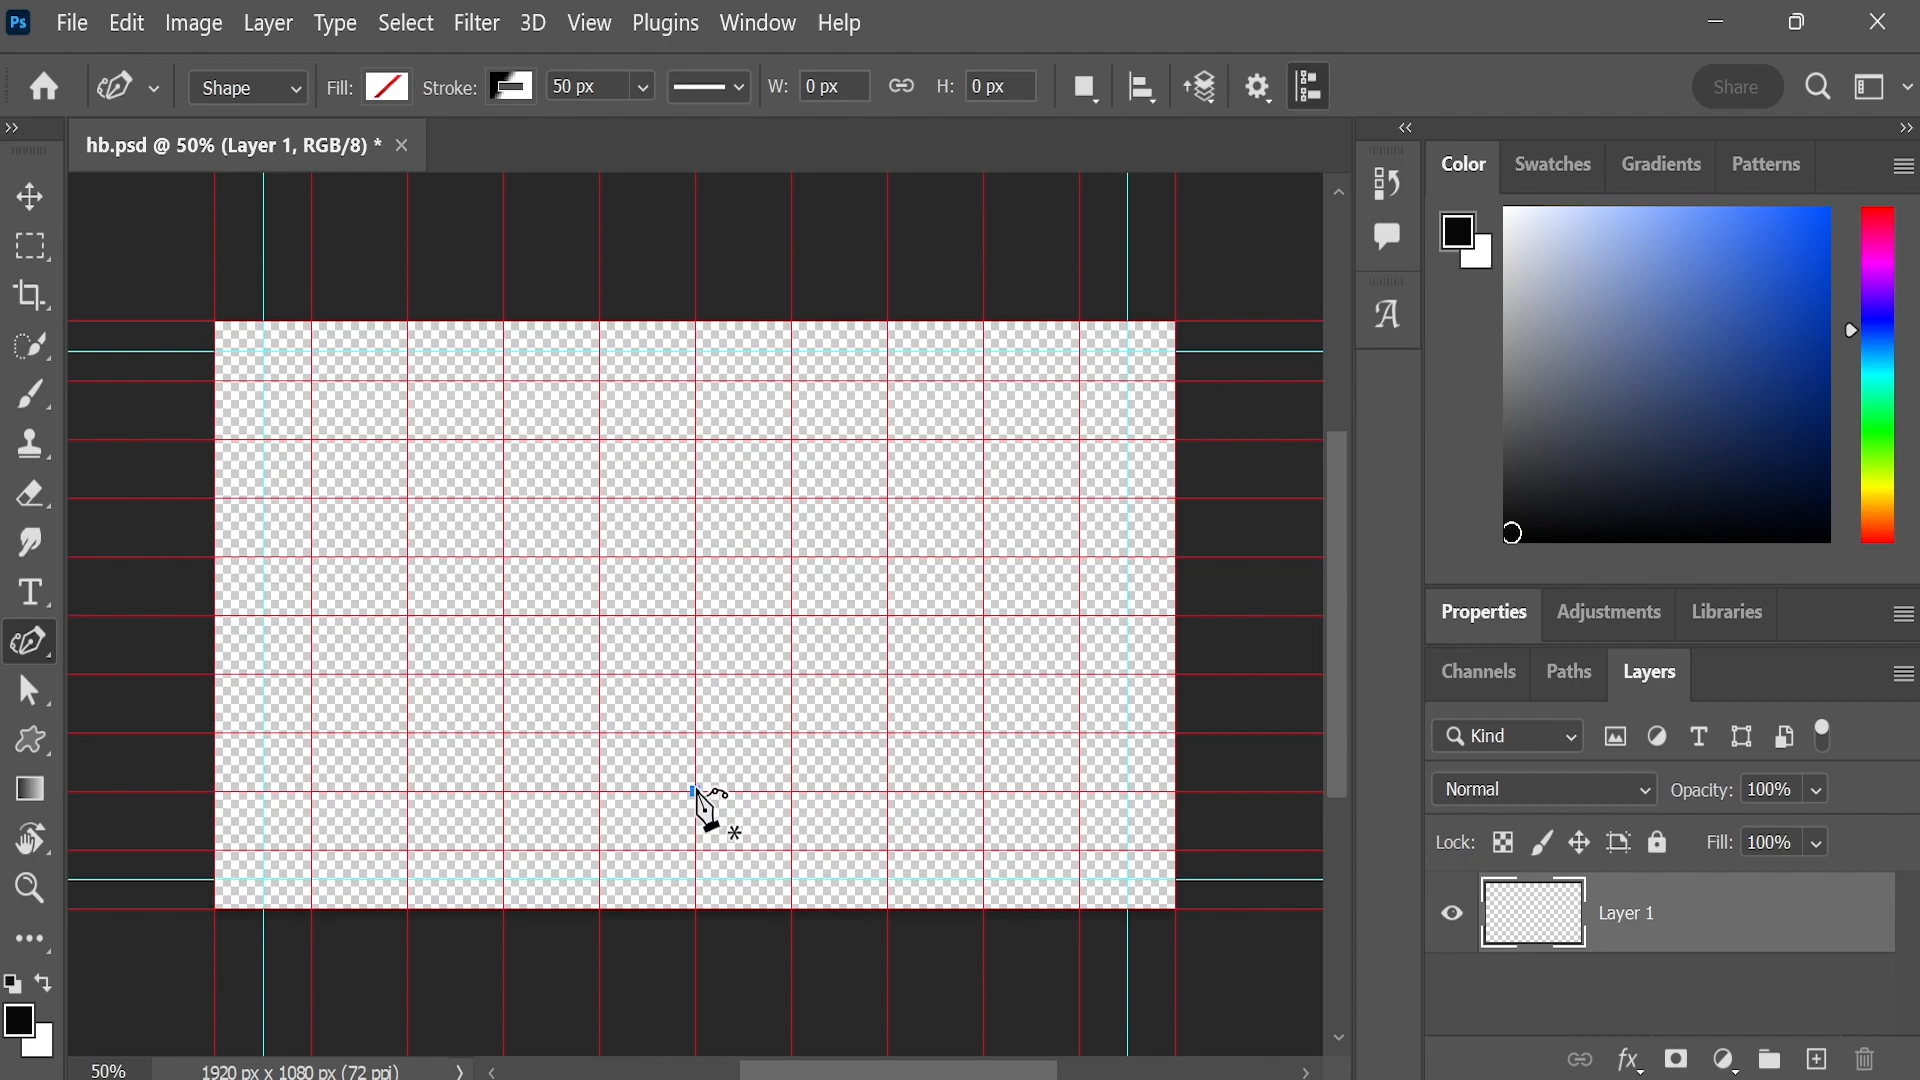 Ps File Edit Image Layer Type Select Filter 3D View Plugins Window Help
Shape Fill: Stroke: 50 px W: 0 px H: 0 px Share
hb.psd @ 50% (Layer 1, RGB/8) *
Color Swatches Gradients Patterns
Properties Adjustments Libraries
Channels Paths Layers
Kind
Normal Opacity: 100%
Lock: Fill: 100%
Layer 1
50% 1920 px x 1080 px (72 ppi)